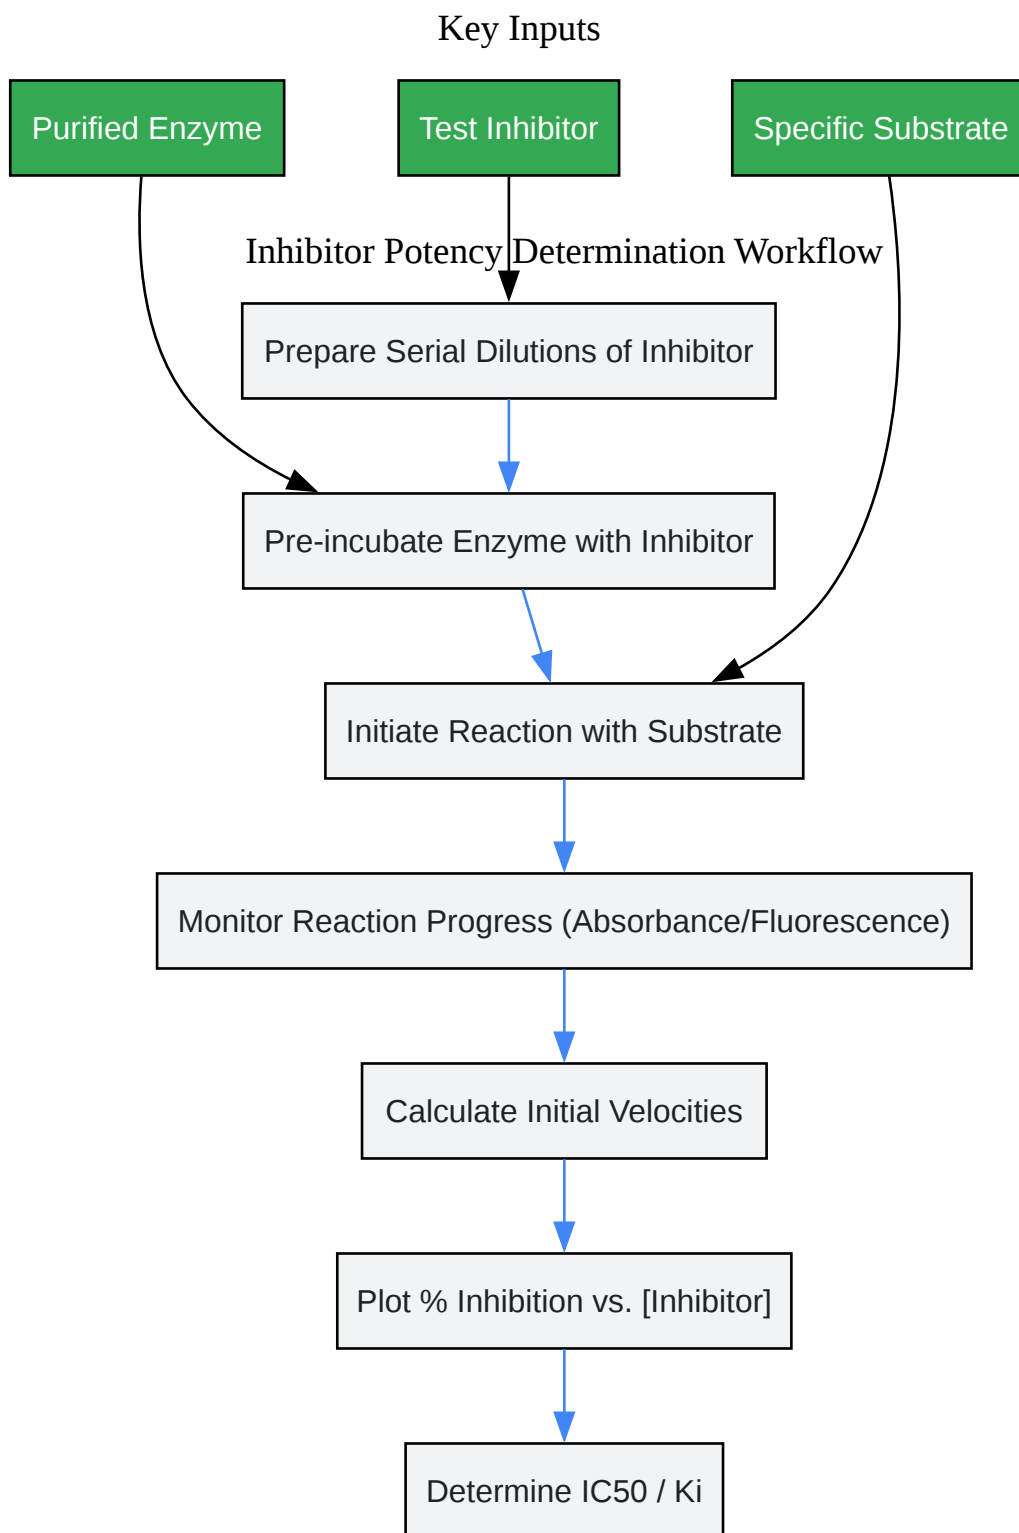 Key Inputs
Purified Enzyme
Test Inhibitor
Specific Substrate
Inhibitor Potency Determination Workflow
Prepare Serial Dilutions of Inhibitor
Pre-incubate Enzyme with Inhibitor
Initiate Reaction with Substrate
Monitor Reaction Progress (Absorbance/Fluorescence)
Calculate Initial Velocities
Plot % Inhibition vs. [Inhibitor]
Determine IC50 / Ki